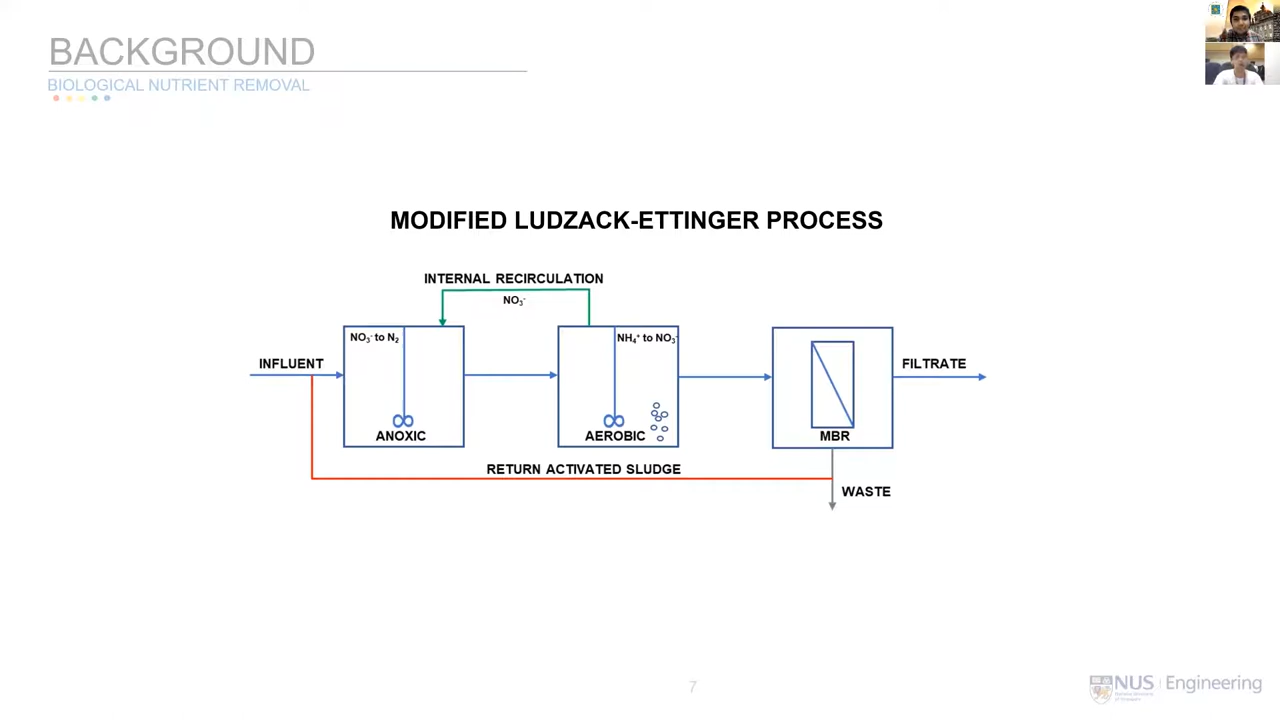 BACKGROUND
BIOLOGICAL NUTRIENT REMOVAL
MODIFIED LUDZACK-ETTINGER PROCESS
INTERNAL RECIRCULATION
NO₃⁻
NO₃⁻ to N₂
NH₄⁺ to NO₃⁻
INFLUENT
FILTRATE
ANOXIC
AEROBIC
MBR
RETURN ACTIVATED SLUDGE
WASTE
7
NUS Engineering